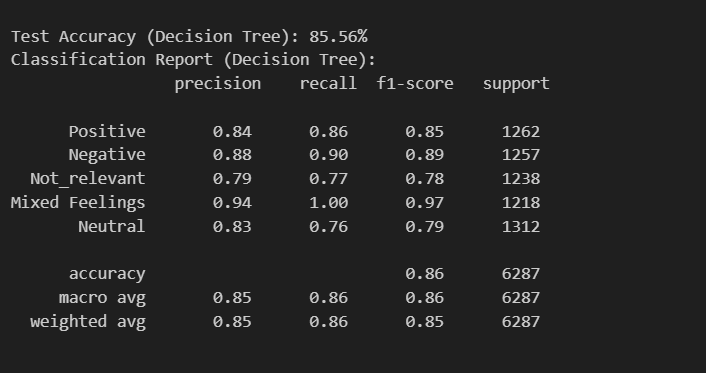 Test Accuracy (Decision Tree): 85.56%
Classification Report (Decision Tree):
precision recall f1-score support
Positive 0.84 0.86 0.85 1262
Negative 0.88 0.90 0.89 1257
Not_relevant 0.79 0.77 0.78 1238
Mixed Feelings 0.94 1.00 0.97 1218
Neutral 0.83 0.76 0.79 1312
accuracy 0.86 6287
macro avg 0.85 0.86 0.86 6287
weighted avg 0.85 0.86 0.85 6287